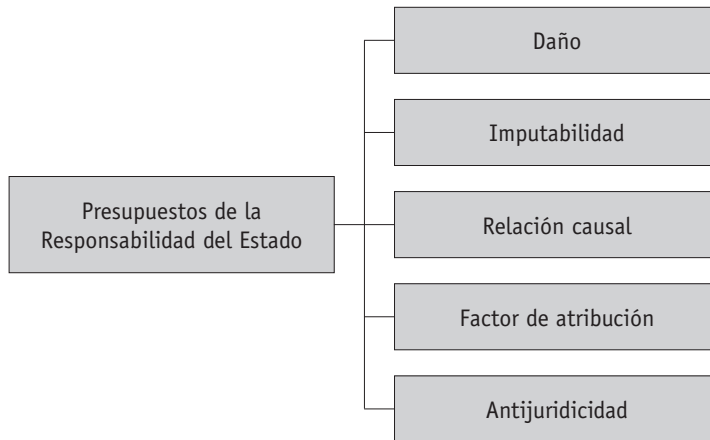 Presupuestos de la
Responsabilidad del Estado
Daño
Imputabilidad
Relación causal
Factor de atribución
Antijuridicidad